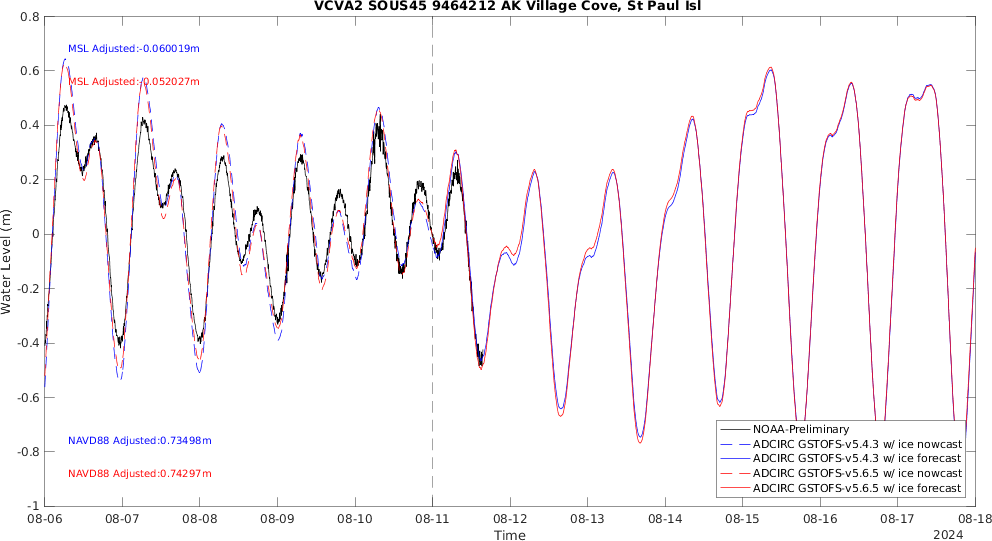 VCVA2 SOUS45 9464212 AK Village Cove, St Paul Isl
0.8
0.6
0.4
0.2
0
-0.2
-0.4
-0.6
-0.8
-1
Water Level (m)
MSL Adjusted:-0.060019m
MSL Adjusted:-0.052027m
NAVD88 Adjusted:0.73498m
NAVD88 Adjusted:0.74297m
NOAA-Preliminary
ADCIRC GSTOFS-v5.4.3 w/ ice nowcast
ADCIRC GSTOFS-v5.4.3 w/ ice forecast
ADCIRC GSTOFS-v5.6.5 w/ ice nowcast
ADCIRC GSTOFS-v5.6.5 w/ ice forecast
08-06 08-07 08-08 08-09 08-10 08-11 08-12 08-13 08-14 08-15 08-16 08-17 08-18
Time
2024